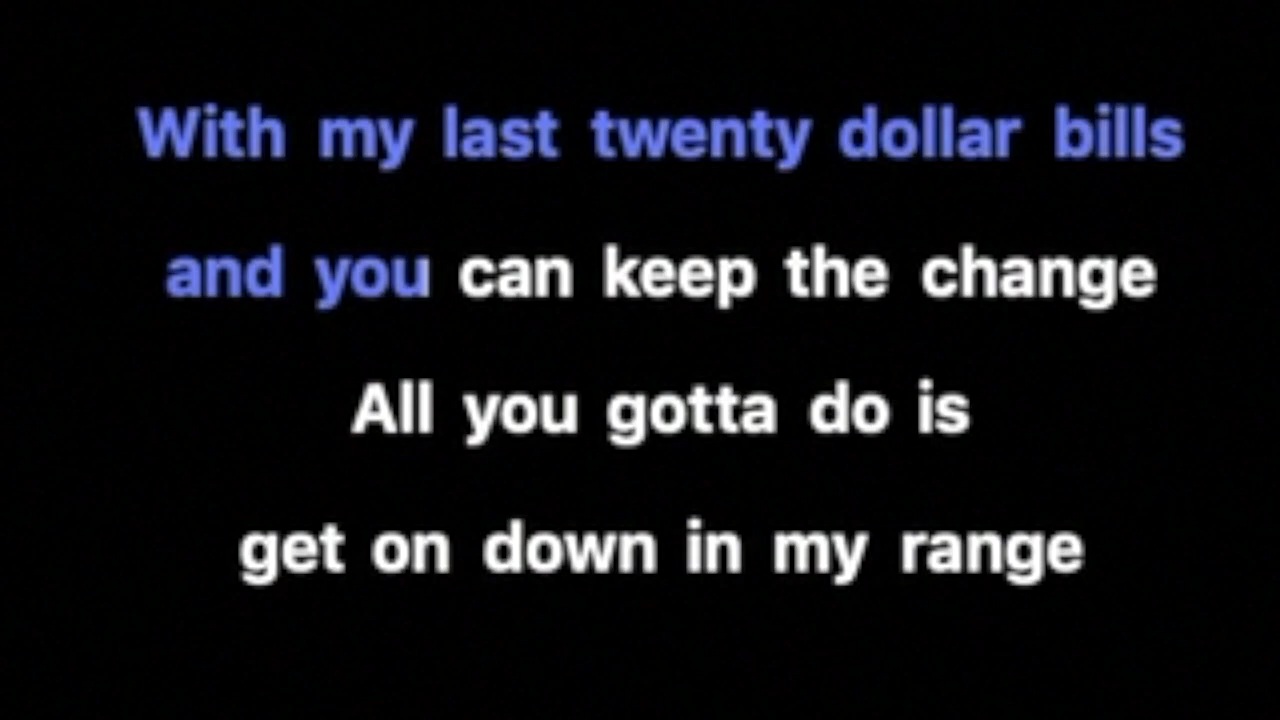 With my last twenty dollar bills
and you can keep the change
All you gotta do is
get on down in my range